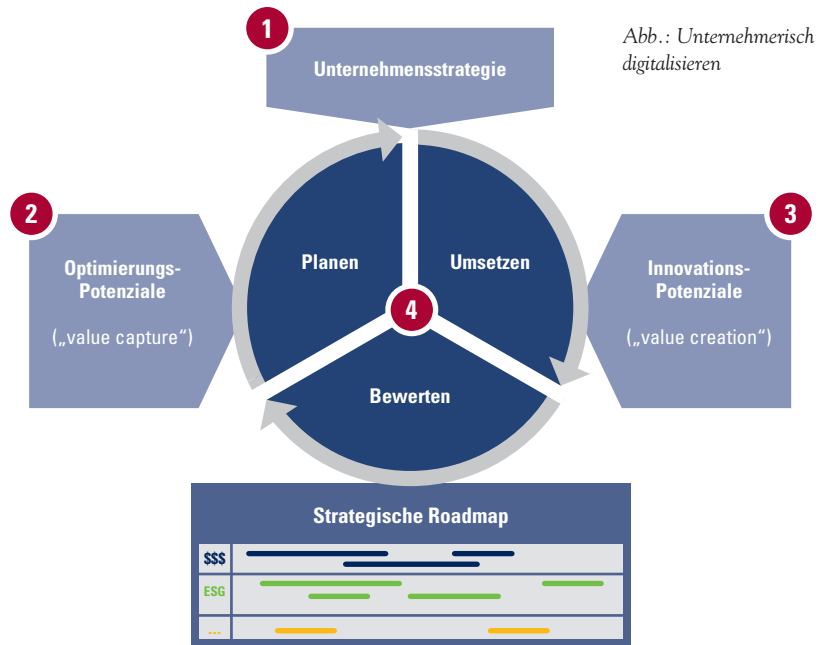 Abb.: Unternehmerisch
digitalisieren
1
Unternehmensstrategie
2
Optimierungs-
Potenziale
(„value capture“)
Planen
Umsetzen
3
Innovations-
Potenziale
(„value creation“)
4
Bewerten
Strategische Roadmap
$$$
ESG
...